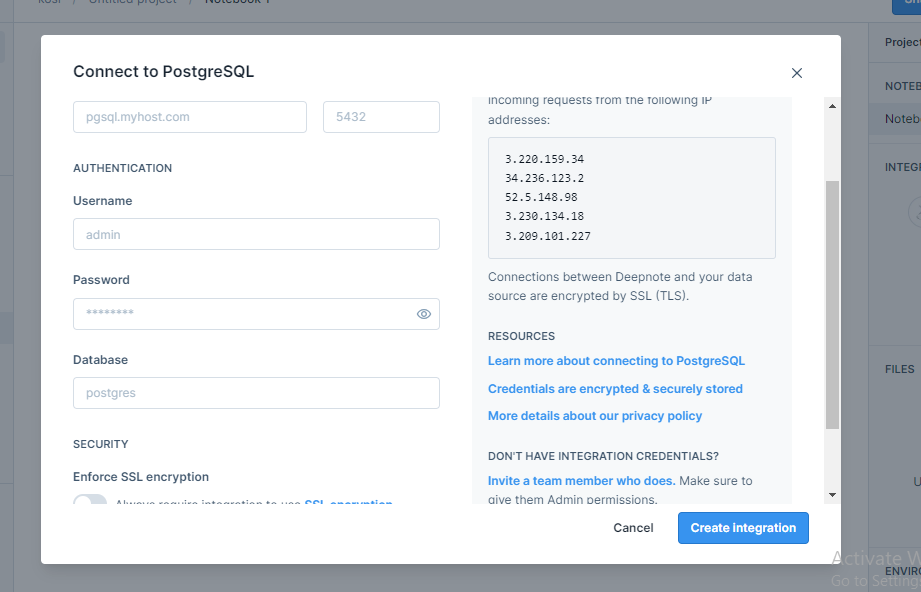 Untitled project / Notebook 1
Connect to PostgreSQL
pgsql.myhost.com
5432
AUTHENTICATION
Username
admin
Password
********
Database
postgres
SECURITY
Enforce SSL encryption
Always require integration to use SSL encryption
incoming requests from the following IP
addresses:
3.220.159.34
34.236.123.2
52.5.148.98
3.230.134.18
3.209.101.227
Connections between Deepnote and your data
source are encrypted by SSL (TLS).
RESOURCES
Learn more about connecting to PostgreSQL
Credentials are encrypted & securely stored
More details about our privacy policy
DON'T HAVE INTEGRATION CREDENTIALS?
Invite a team member who does. Make sure to
give them Admin permissions.
Cancel
Create integration
Project
NOTEB
Noteb
INTEGR
FILES
U
Activate W
Go to Setting
ENVIRO